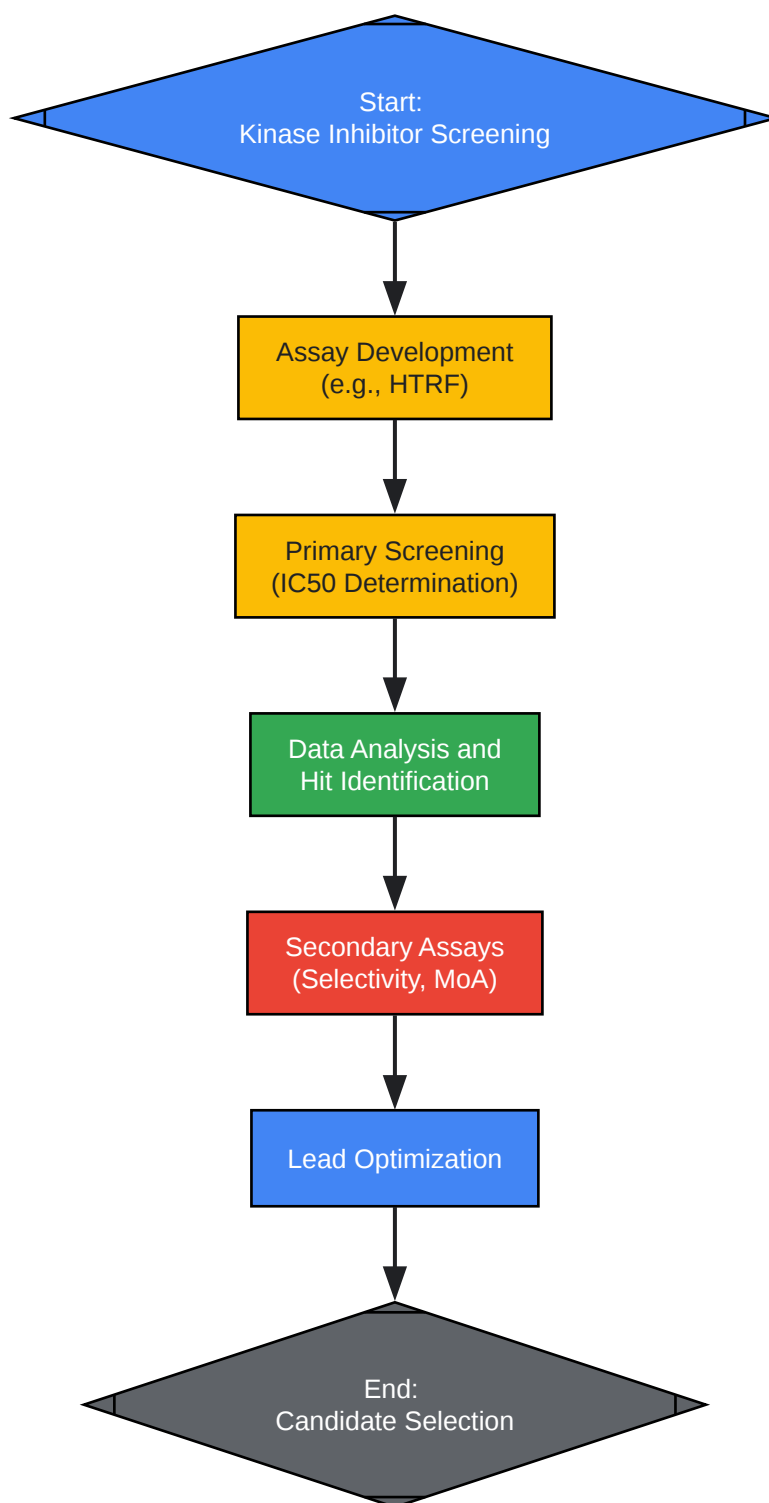 Start:
Kinase Inhibitor Screening
Assay Development
(e.g., HTRF)
Primary Screening
(IC50 Determination)
Data Analysis and
Hit Identification
Secondary Assays
(Selectivity, MoA)
Lead Optimization
End:
Candidate Selection